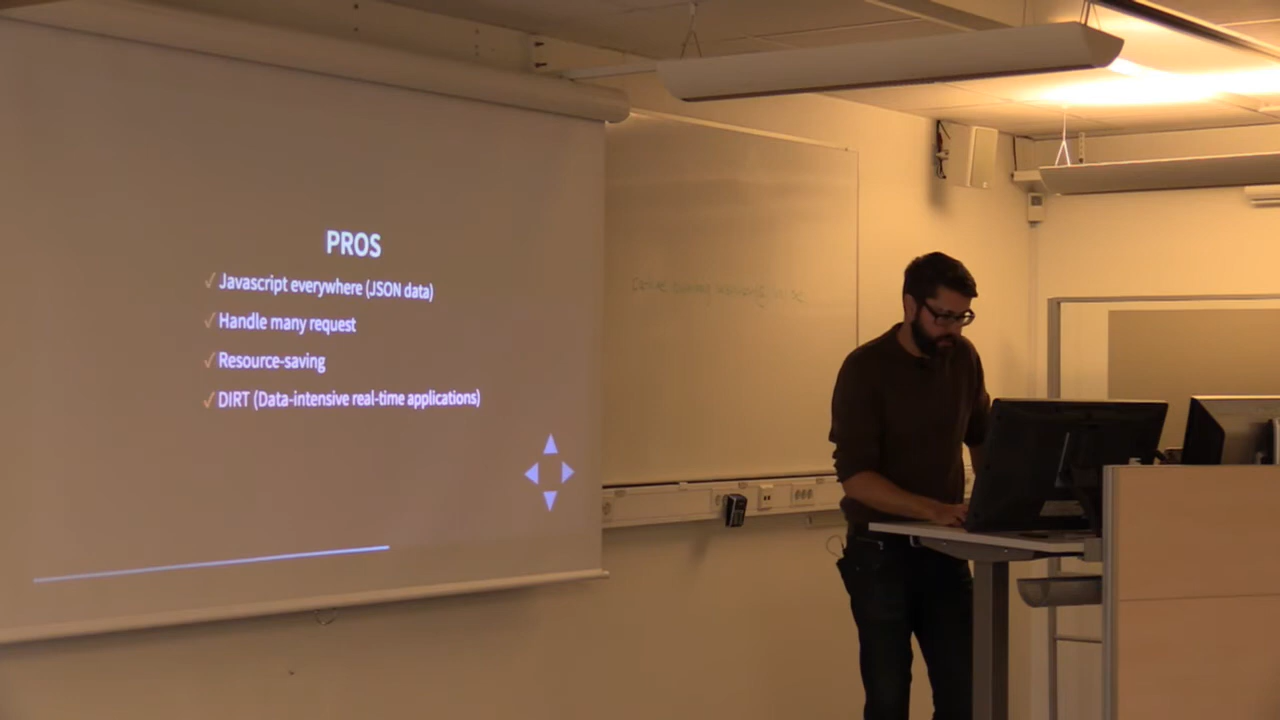 PROS
✓ Javascript everywhere (JSON data)
✓ Handle many request
✓ Resource-saving
✓ DIRT (Data-intensive real-time applications)